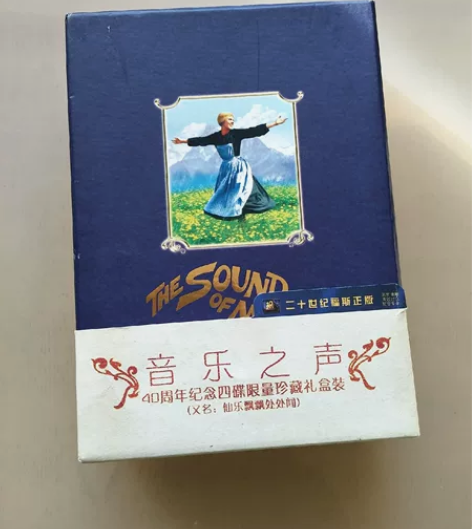 THE SOUND
OF
二十世纪福斯正版
音乐之声
40周年纪念四碟限量珍藏礼盒装
(又名：仙乐飘飘处处闻)